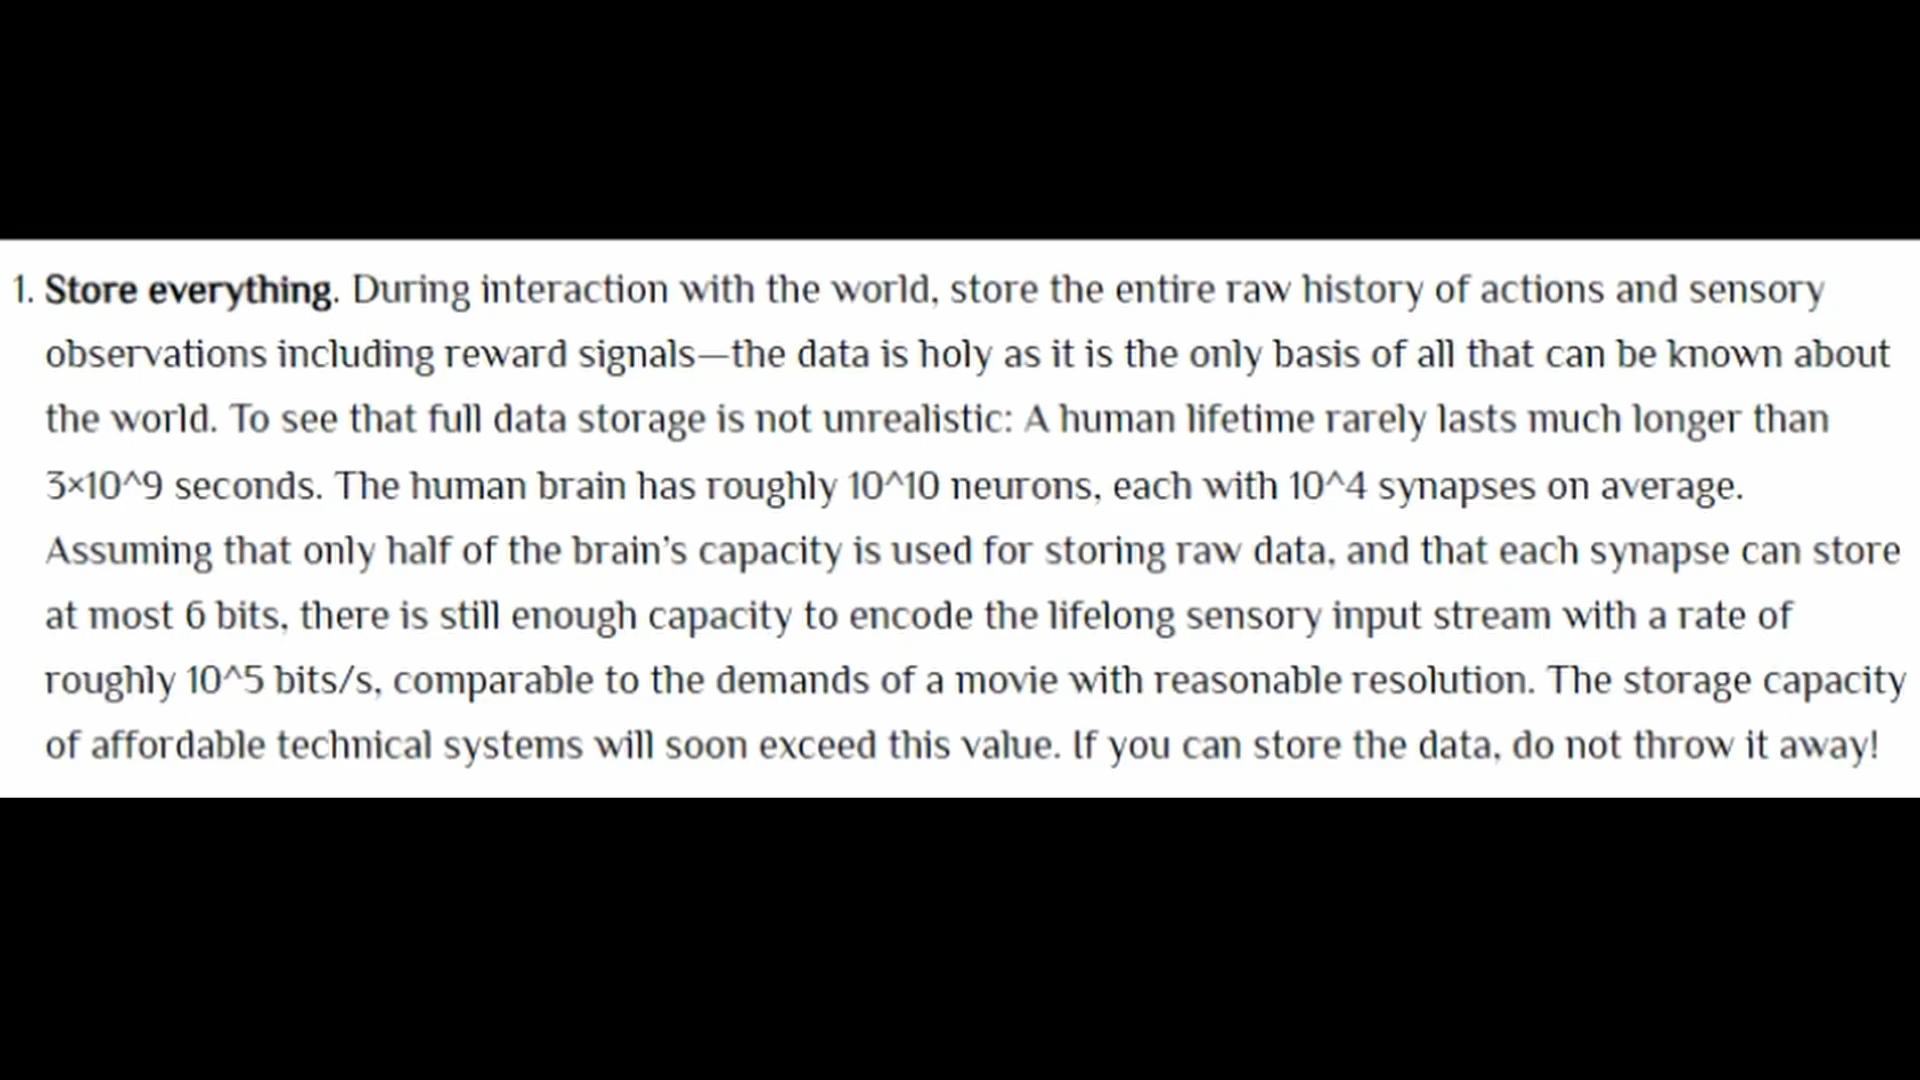 1. Store everything. During interaction with the world, store the entire raw history of actions and sensory
observations including reward signals—the data is holy as it is the only basis of all that can be known about
the world. To see that full data storage is not unrealistic: A human lifetime rarely lasts much longer than
3×10^9 seconds. The human brain has roughly 10^10 neurons, each with 10^4 synapses on average.
Assuming that only half of the brain’s capacity is used for storing raw data, and that each synapse can store
at most 6 bits, there is still enough capacity to encode the lifelong sensory input stream with a rate of
roughly 10^5 bits/s, comparable to the demands of a movie with reasonable resolution. The storage capacity
of affordable technical systems will soon exceed this value. If you can store the data, do not throw it away!